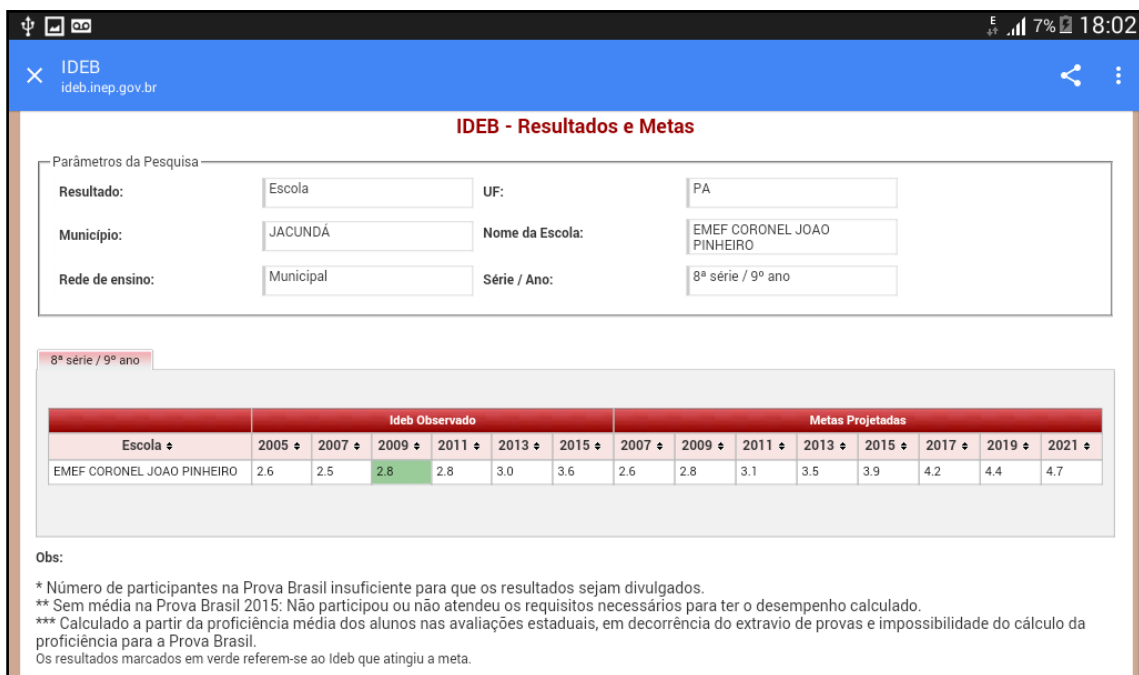 E 7% 18:02
IDEB
ideb.inep.gov.br
IDEB - Resultados e Metas
Parâmetros da Pesquisa
Resultado: Escola UF: PA
Município: JACUNDÁ Nome da Escola: EMEF CORONEL JOAO
PINHEIRO
Rede de ensino: Municipal Série / Ano: 8ª série / 9º ano
8ª série / 9º ano
Ideb Observado Metas Projetadas
Escola 2005 2007 2009 2011 2013 2015 2007 2009 2011 2013 2015 2017 2019 2021
EMEF CORONEL JOAO PINHEIRO 2.6 2.5 2.8 2.8 3.0 3.6 2.6 2.8 3.1 3.5 3.9 4.2 4.4 4.7
Obs:
* Número de participantes na Prova Brasil insuficiente para que os resultados sejam divulgados.
** Sem média na Prova Brasil 2015: Não participou ou não atendeu os requisitos necessários para ter o desempenho calculado.
*** Calculado a partir da proficiência média dos alunos nas avaliações estaduais, em decorrência do extravio de provas e impossibilidade do cálculo da
proficiência para a Prova Brasil.
Os resultados marcados em verde referem-se ao Ideb que atingiu a meta.